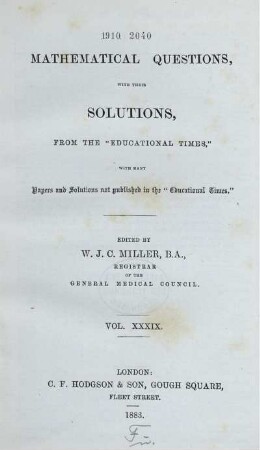 1910 2040
MATHEMATICAL QUESTIONS,
WITH THEIR
SOLUTIONS,
FROM THE "EDUCATIONAL TIMES,"
WITH MANY
Papers and Solutions not published in the "Educational Times."
EDITED BY
W. J. C. MILLER, B.A.,
REGISTRAR
OF THE
GENERAL MEDICAL COUNCIL.
VOL. XXXIX.
LONDON:
C. F. HODGSON & SON, GOUGH SQUARE,
FLEET STREET.
1883.